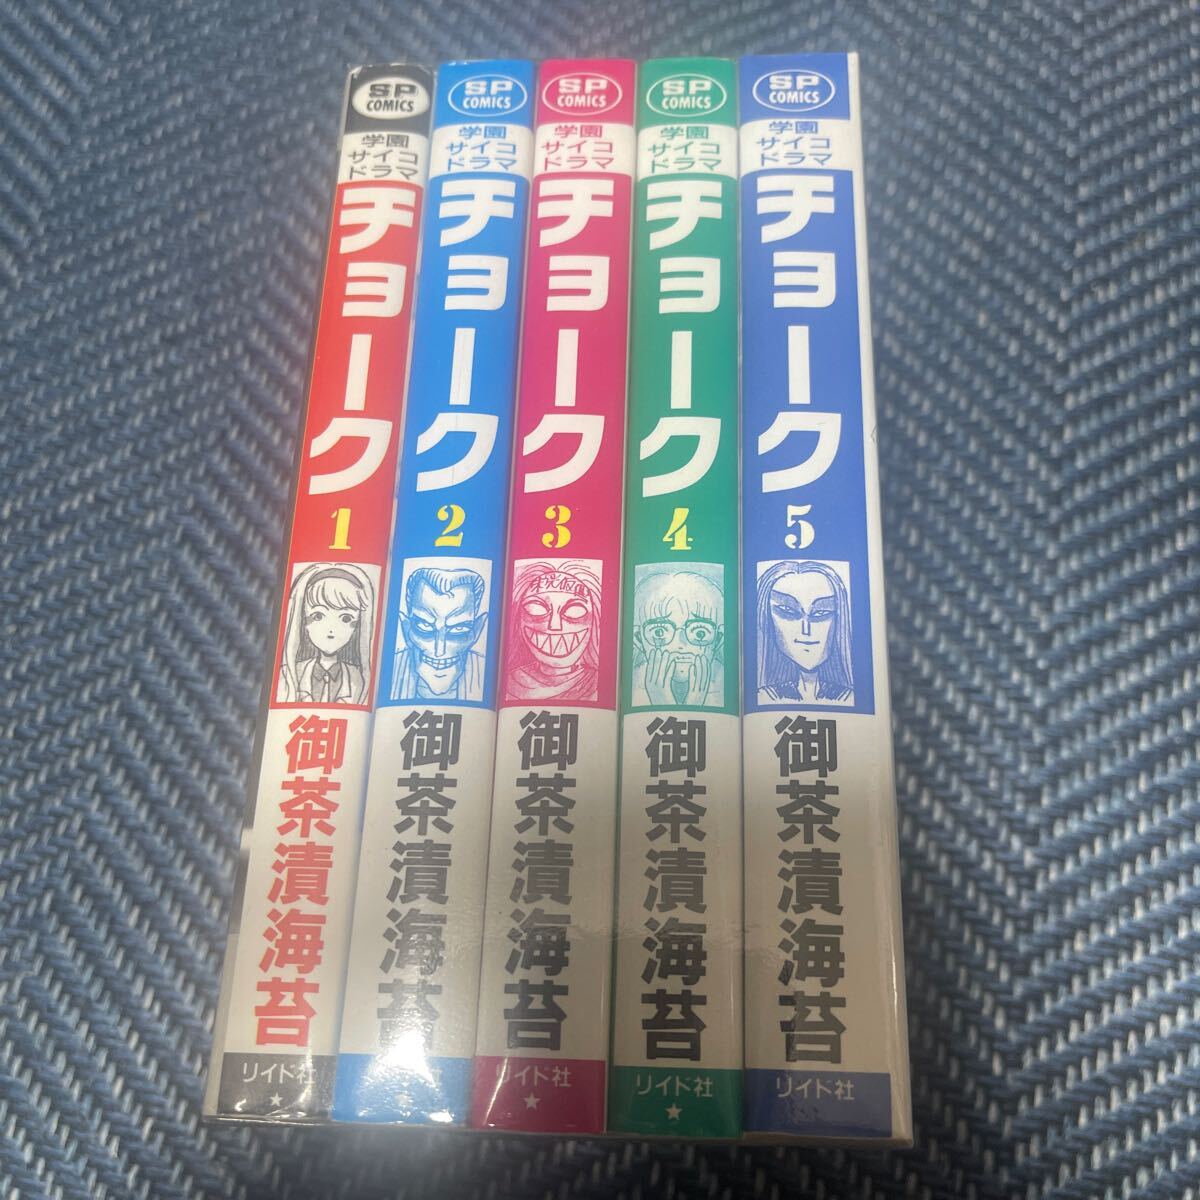 SP
COMICS
学園
サイコ
ドラマ
チョーク
1
御茶漬海苔
リイド社
SP
COMICS
学園
サイコ
ドラマ
チョーク
2
御茶漬海苔
社
SP
COMICS
学園
サイコ
ドラマ
チョーク
3
御茶漬海苔
リイド社
SP
COMICS
学園
サイコ
ドラマ
チョーク
4
御茶漬海苔
リイド社
SP
COMICS
学園
サイコ
ドラマ
チョーク
5
御茶漬海苔
リイド社